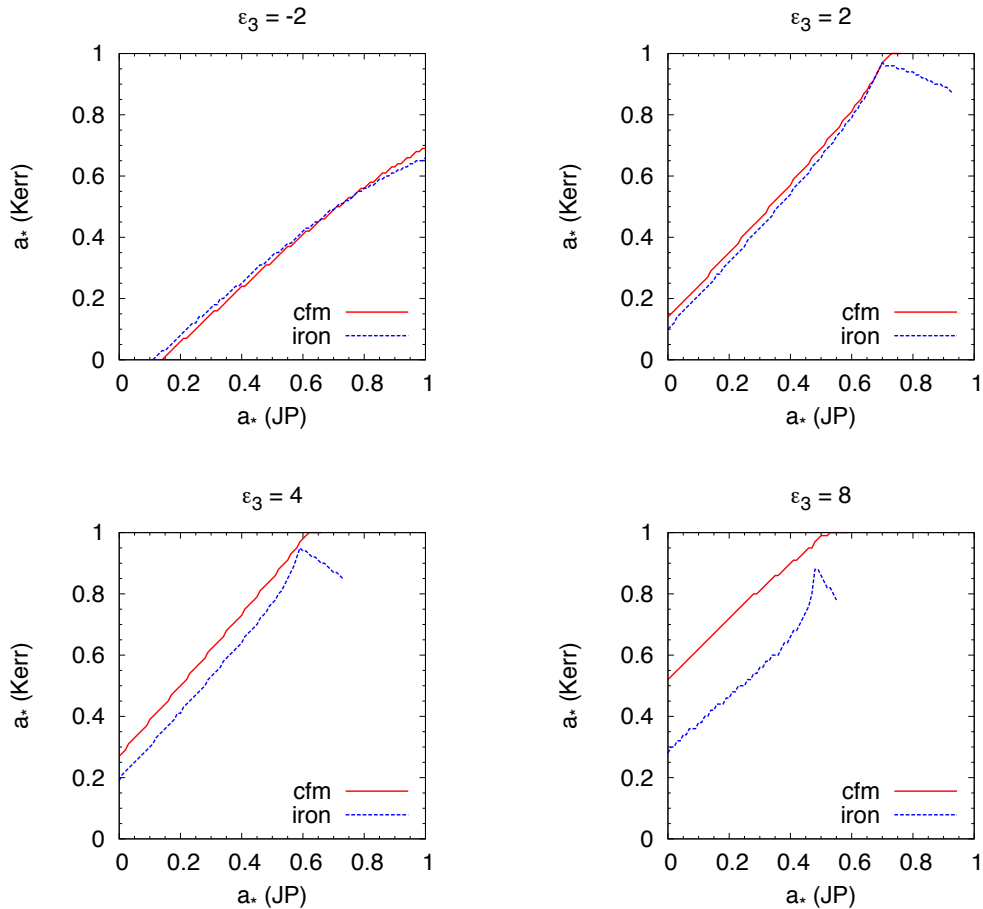 ε3 = -2
1
0.8
0.6
0.4
0.2
0
0 0.2 0.4 0.6 0.8 1
a* (Kerr)
a* (JP)
cfm
iron
ε3 = 2
1
0.8
0.6
0.4
0.2
0
0 0.2 0.4 0.6 0.8 1
a* (Kerr)
a* (JP)
cfm
iron
ε3 = 4
1
0.8
0.6
0.4
0.2
0
0 0.2 0.4 0.6 0.8 1
a* (Kerr)
a* (JP)
cfm
iron
ε3 = 8
1
0.8
0.6
0.4
0.2
0
0 0.2 0.4 0.6 0.8 1
a* (Kerr)
a* (JP)
cfm
iron